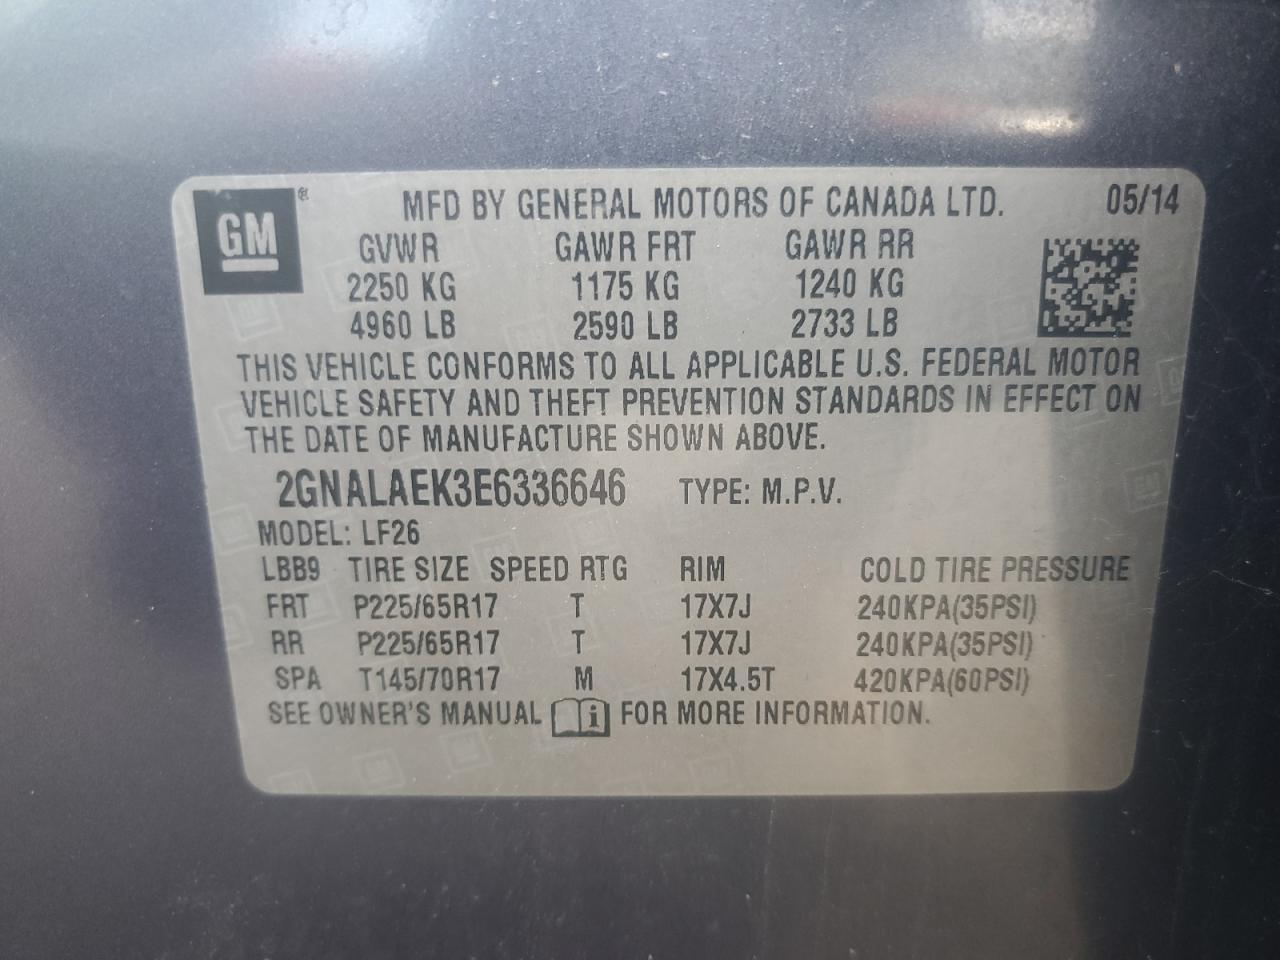 GM ®
MFD BY GENERAL MOTORS OF CANADA LTD. 05/14
GVWR GAWR FRT GAWR RR
2250 KG 1175 KG 1240 KG
4960 LB 2590 LB 2733 LB
THIS VEHICLE CONFORMS TO ALL APPLICABLE U.S. FEDERAL MOTOR
VEHICLE SAFETY AND THEFT PREVENTION STANDARDS IN EFFECT ON
THE DATE OF MANUFACTURE SHOWN ABOVE.
2GNALAEK3E6336646 TYPE: M.P.V.
MODEL: LF26
LBB9 TIRE SIZE SPEED RTG RIM COLD TIRE PRESSURE
FRT P225/65R17 T 17X7J 240KPA(35PSI)
RR P225/65R17 T 17X7J 240KPA(35PSI)
SPA T145/70R17 M 17X4.5T 420KPA(60PSI)
SEE OWNER'S MANUAL i FOR MORE INFORMATION.